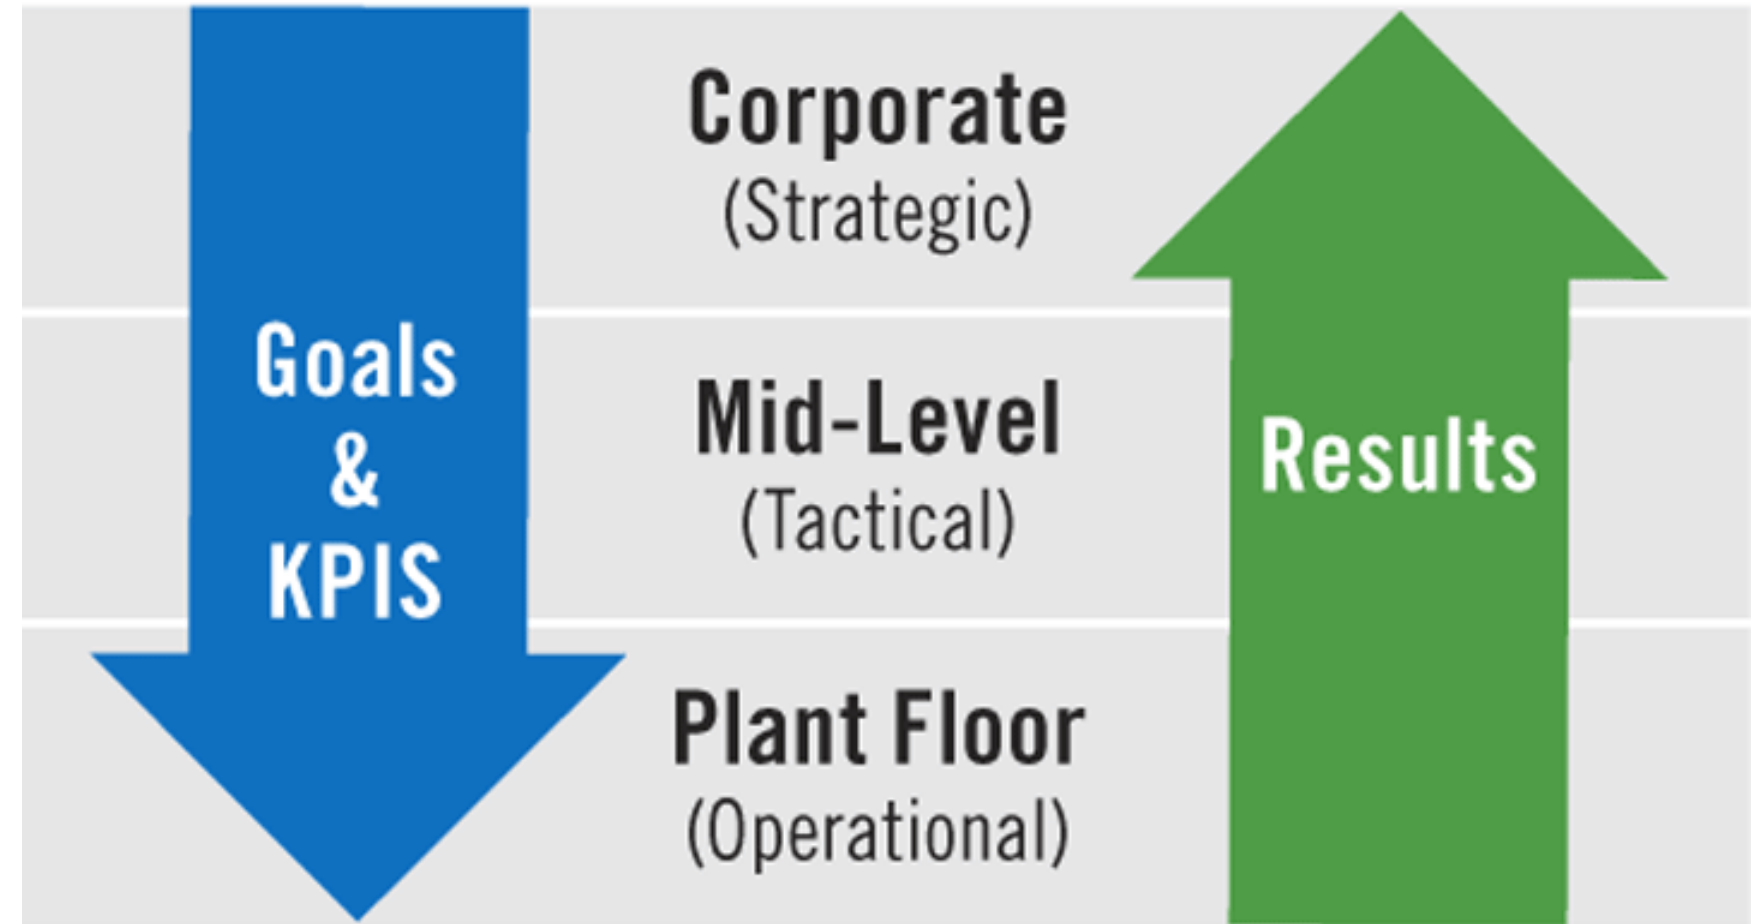 Goals
&
KPIS
Corporate
(Strategic)
Mid-Level
(Tactical)
Plant Floor
(Operational)
Results